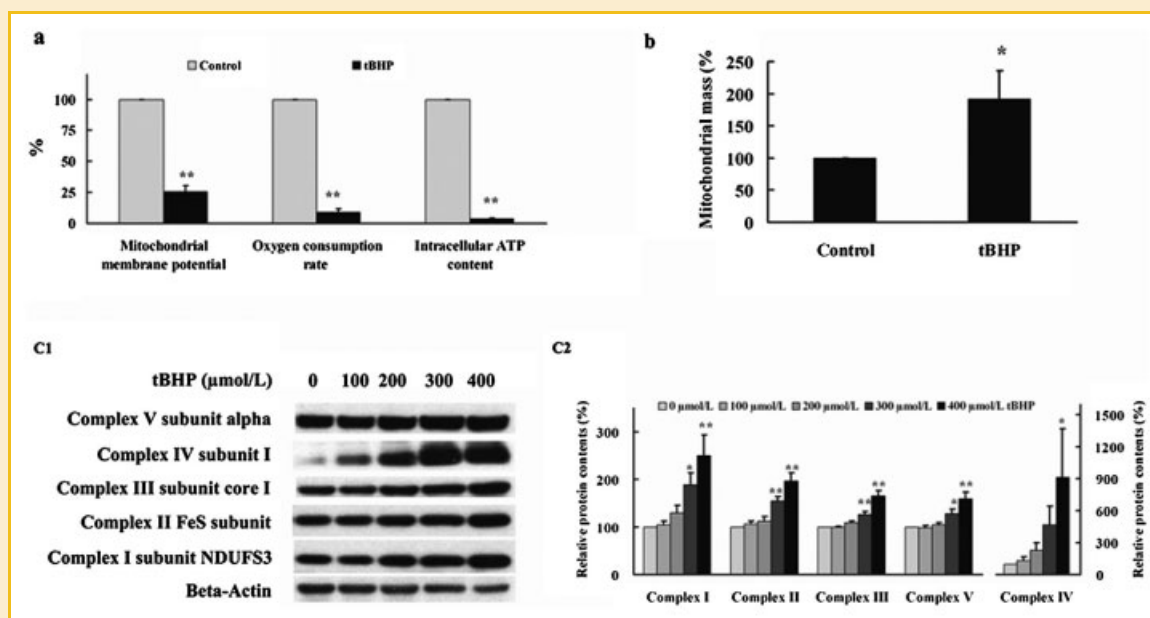 a
Control
tBHP
100
75
50
25
0
%
**
**
**
Mitochondrial
membrane potential
Oxygen consumption
rate
Intracellular ATP
content
b
Mitochondrial mass (%
250
200
150
100
50
0
*
Control
tBHP
C1
tBHP (µmol/L)
0 100 200 300 400
Complex V subunit alpha
Complex IV subunit I
Complex III subunit core I
Complex II FeS subunit
Complex I subunit NDUFS3
Beta-Actin
C2
Relative protein contents (%)
0 µmol/L 100 µmol/L 200 µmol/L 300 µmol/L 400 µmol/L tBHP
300
200
100
0
* **
** **
** **
* **
*
Complex I Complex II Complex III Complex V Complex IV
1500
1200
900
600
300
0
Relative protein contents (%)